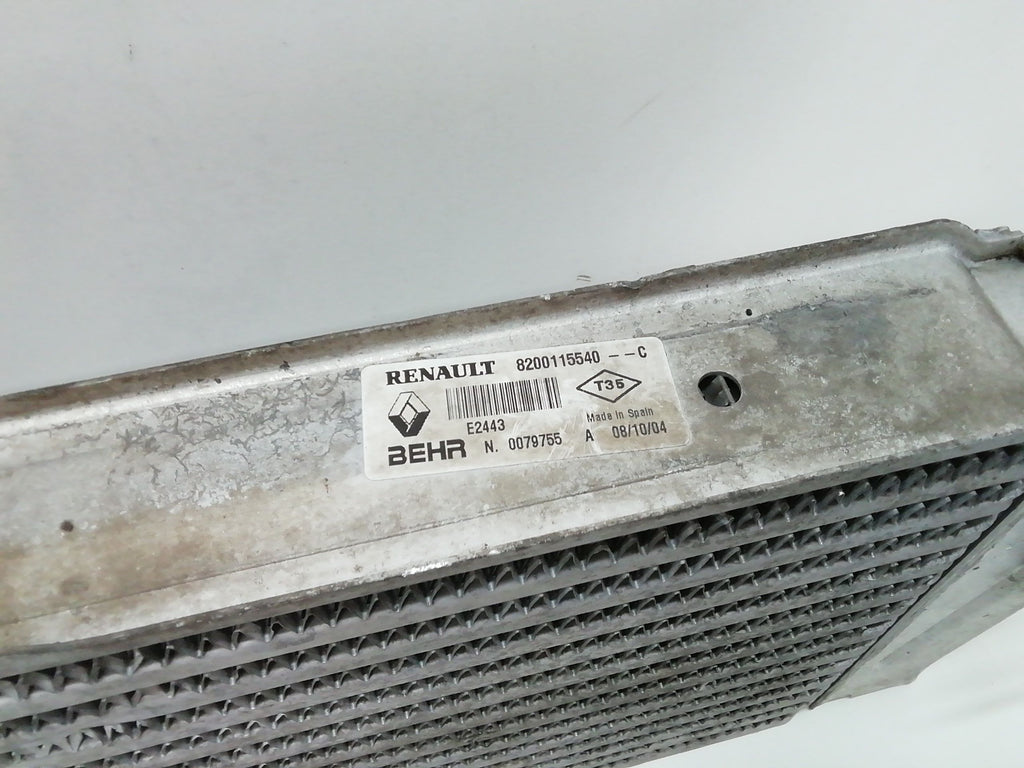 RENAULT 8200115540 -- C
T35
E2443
Made in Spain
BEHR N. 0079755 A 08/10/04